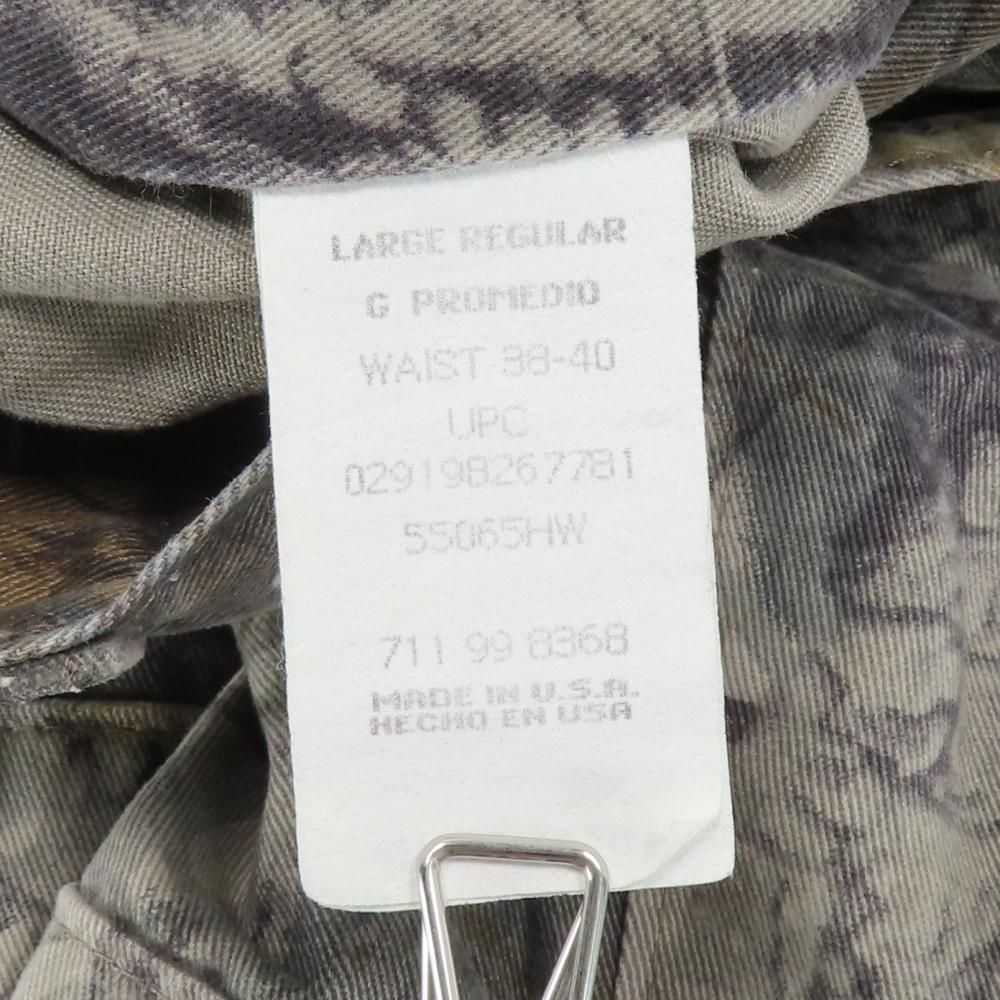 LARGE REGULAR
G PROMEDIO
WAIST 38-40
UPC
029198267781
55065HW
711 99 8368
MADE IN U.S.A.
HECHO EN USA